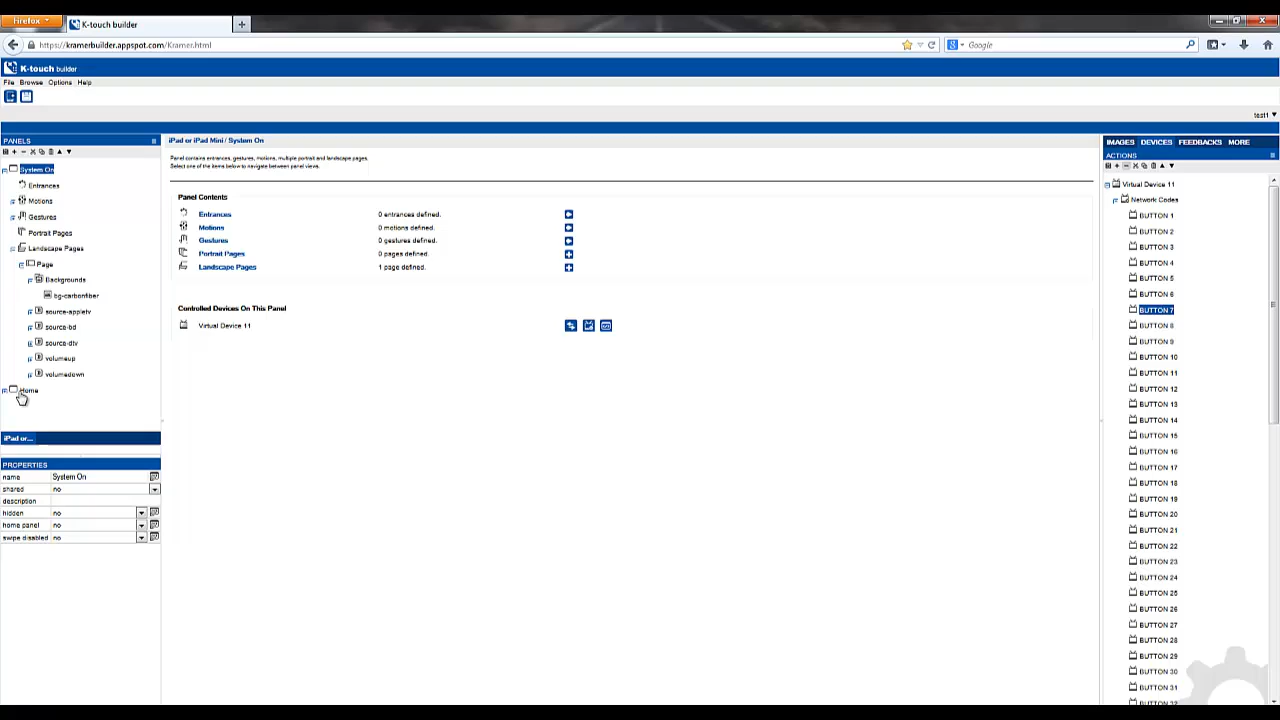 Firefox
K-touch builder
https://kramerbuilder.appspot.com/Kramer.html
Google
K-touch builder
File Browse Options Help
test1
PANELS
System On
Entrances
Motions
Gestures
Portrait Pages
Landscape Pages
Page
Backgrounds
bg-carbonfiber
source-appletv
source-bd
source-dtv
volumeup
volumedown
Home
iPad or...
PROPERTIES
name System On
shared no
description
hidden no
home panel no
swipe disabled no
iPad or iPad Mini / System On
Panel contains entrances, gestures, motions, multiple portrait and landscape pages.
Select one of the items below to navigate between panel views.
Panel Contents
Entrances 0 entrances defined.
Motions 0 motions defined.
Gestures 0 gestures defined.
Portrait Pages 0 pages defined.
Landscape Pages 1 page defined.
Controlled Devices On This Panel
Virtual Device 11
IMAGES DEVICES FEEDBACKS MORE
ACTIONS
Virtual Device 11
Network Codes
BUTTON 1
BUTTON 2
BUTTON 3
BUTTON 4
BUTTON 5
BUTTON 6
BUTTON 7
BUTTON 8
BUTTON 9
BUTTON 10
BUTTON 11
BUTTON 12
BUTTON 13
BUTTON 14
BUTTON 15
BUTTON 16
BUTTON 17
BUTTON 18
BUTTON 19
BUTTON 20
BUTTON 21
BUTTON 22
BUTTON 23
BUTTON 24
BUTTON 25
BUTTON 26
BUTTON 27
BUTTON 28
BUTTON 29
BUTTON 30
BUTTON 31
BUTTON 32